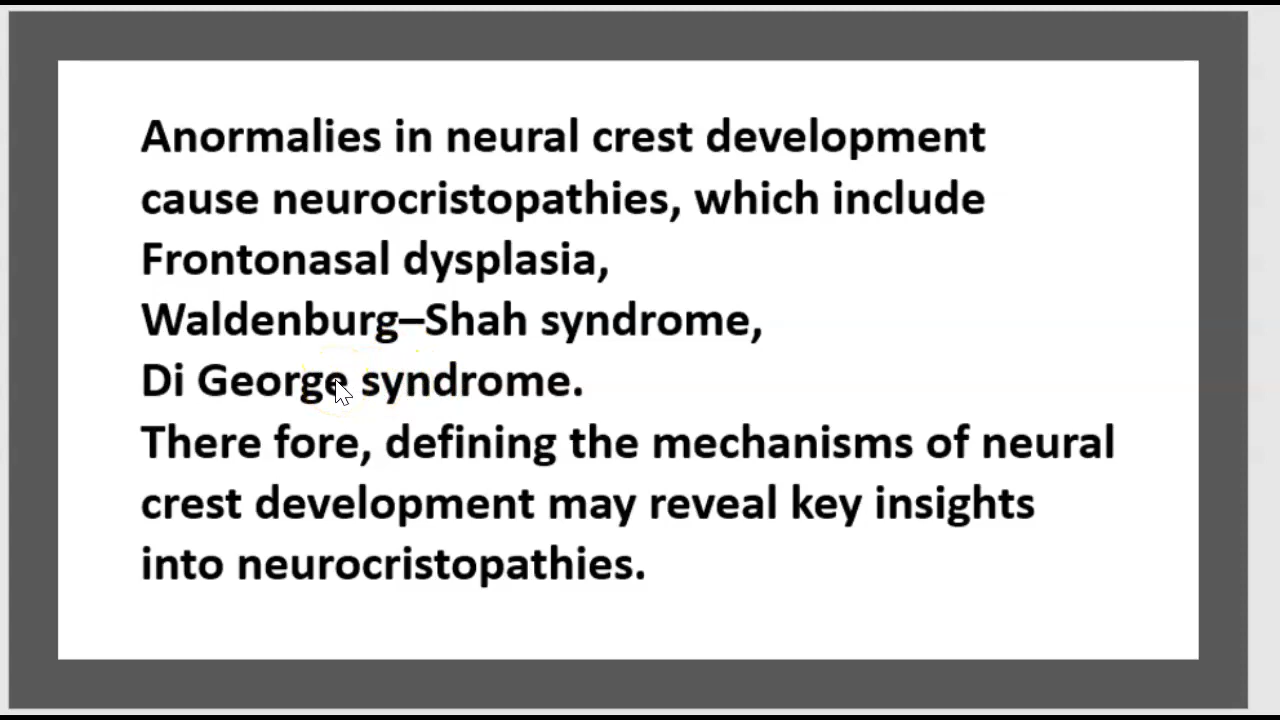 Anormalies in neural crest development
cause neurocristopathies, which include
Frontonasal dysplasia,
Waldenburg–Shah syndrome,
Di George syndrome.
There fore, defining the mechanisms of neural
crest development may reveal key insights
into neurocristopathies.